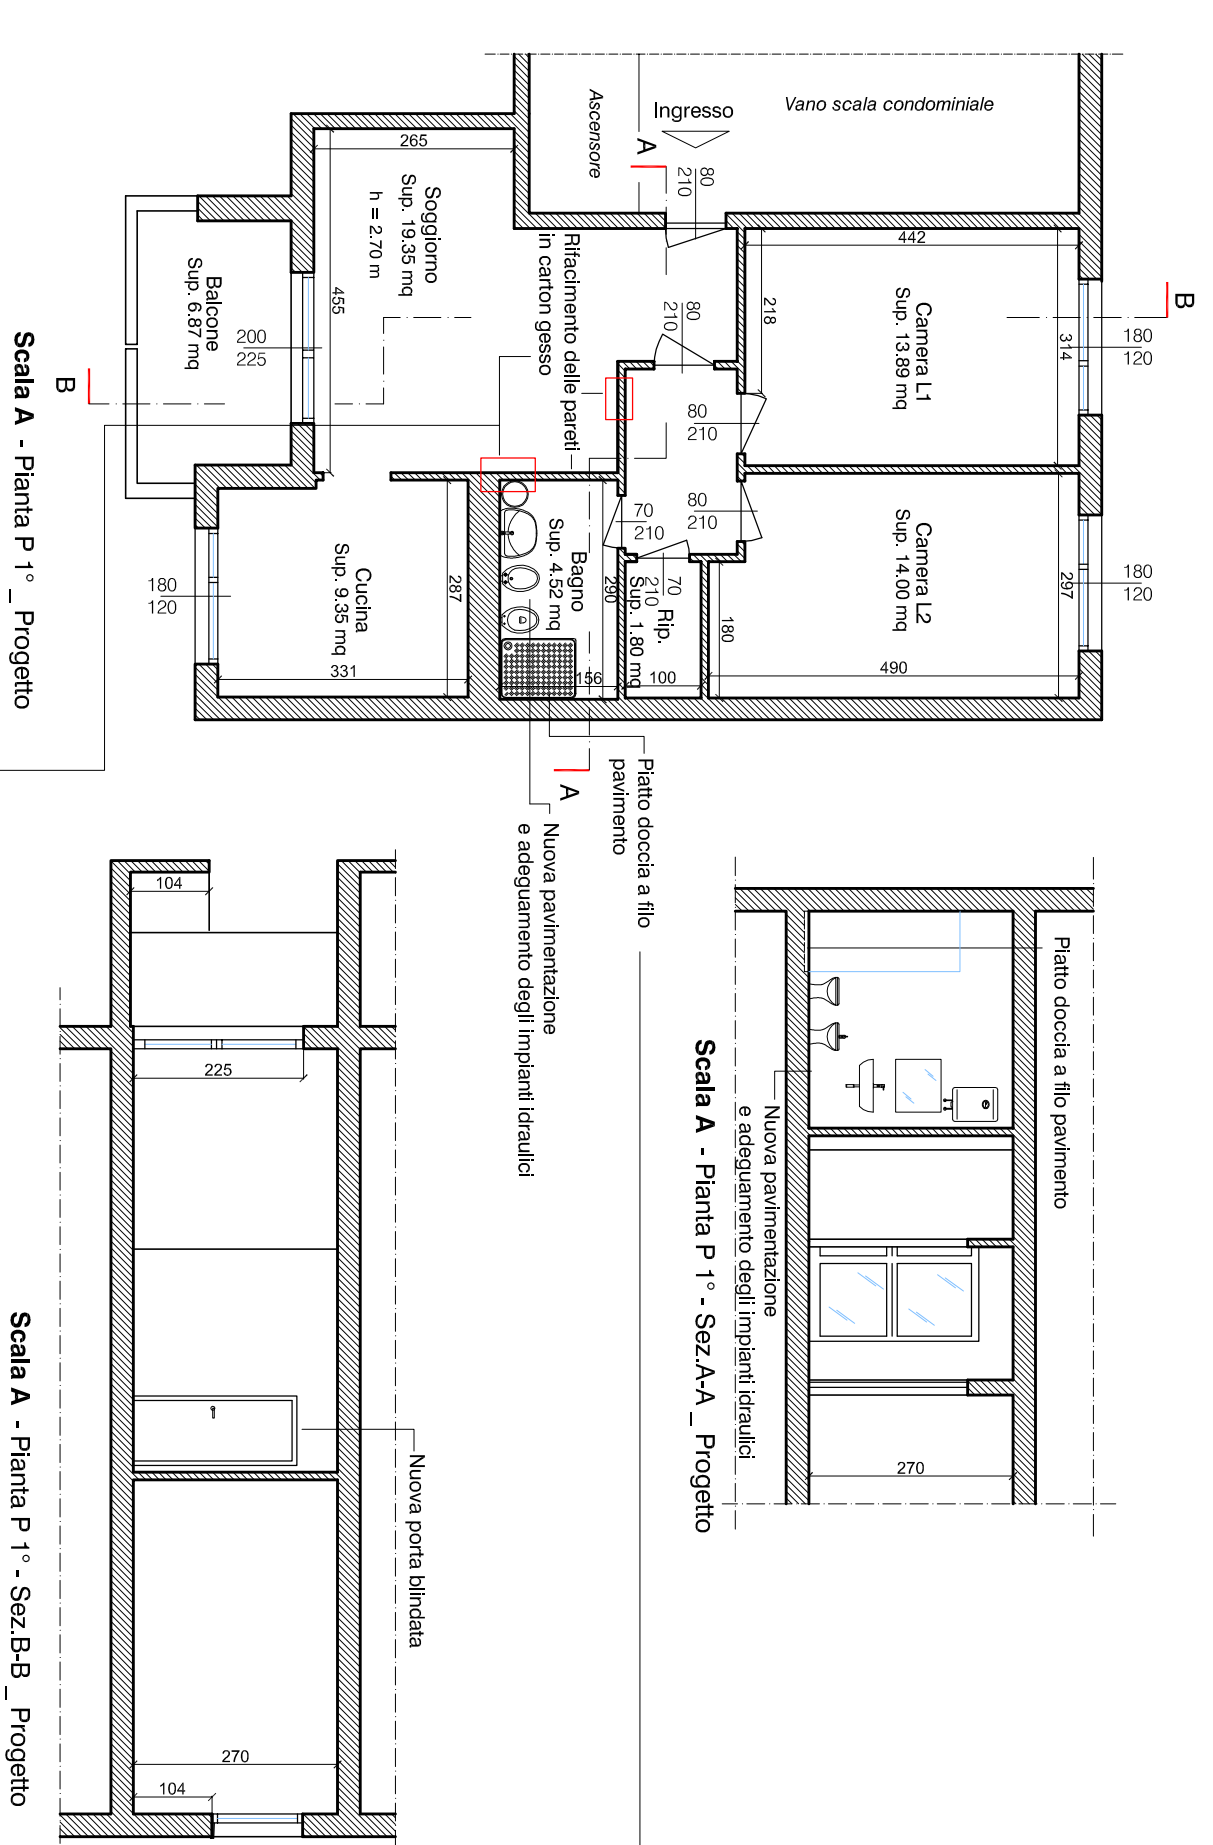 Vano scala condominiale
Ascensore
Ingresso
A
80
210
B
180
120
442
314
218
Camera L1
Sup. 13.89 mq
265
Soggiorno
Sup. 19.35 mq
h = 2.70 m
455
Rifacimento delle pareti
in carton gesso
80
210
80
210
80
210
70
210
70
210
Balcone
Sup. 6.87 mq
200
225
B
Camera L2
Sup. 14.00 mq
297
180
120
490
180
Rip.
Sup. 1.80 mq
100
Bagno
Sup. 4.52 mq
290
156
Cucina
Sup. 9.35 mq
287
331
180
120
A
Scala A - Pianta P 1° _ Progetto
Piatto doccia a filo
pavimento
Nuova pavimentazione
e adeguamento degli impianti idraulici
Piatto doccia a filo pavimento
Nuova pavimentazione
e adeguamento degli impianti idraulici
270
Scala A - Pianta P 1° - Sez.A-A _ Progetto
104
225
Nuova porta blindata
270
104
Scala A - Pianta P 1° - Sez.B-B _ Progetto